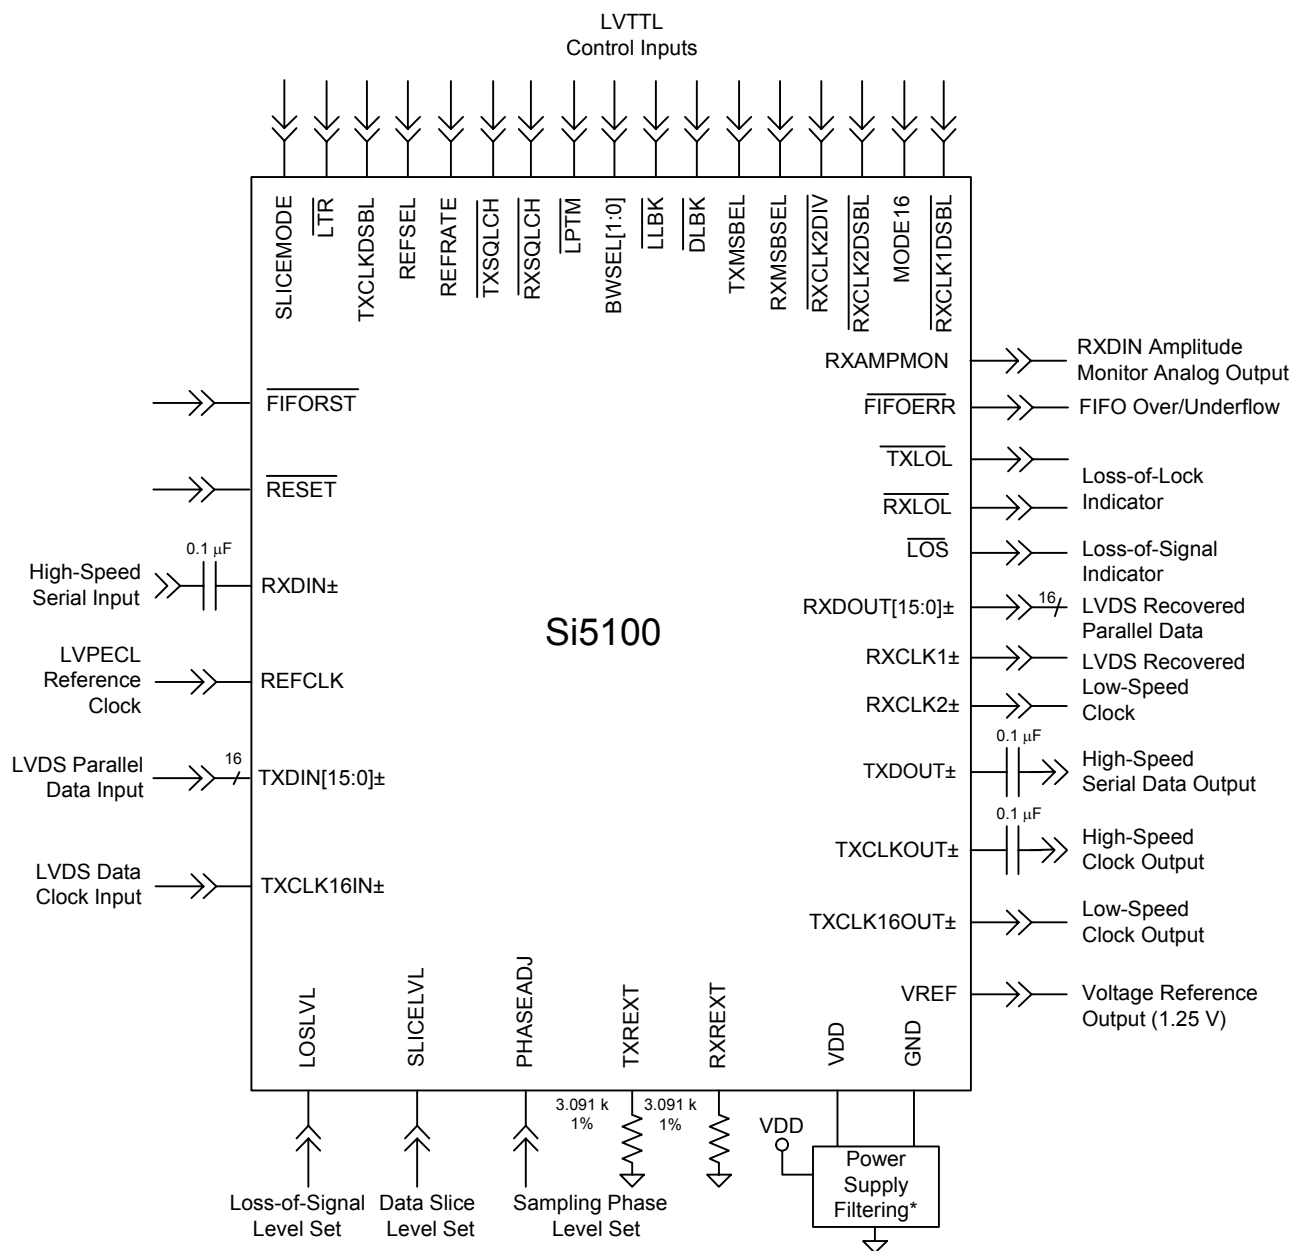 LVTTL
Control Inputs
SLICEMODE
LTR
TXCLKDSBL
REFSEL
REFRATE
TXSQLCH
RXSQLCH
LPTM
BWSEL[1:0]
LLBK
DLBK
TXMSBEL
RXMSBSEL
RXCLK2DIV
RXCLK2DSBL
MODE16
RXCLK1DSBL
RXAMPMON
RXDIN Amplitude
Monitor Analog Output
FIFORST
FIFOERR
FIFO Over/Underflow
TXLOL
RESET
RXLOL
Loss-of-Lock
Indicator
LOS
Loss-of-Signal
Indicator
0.1 μF
High-Speed
Serial Input
RXDIN±
RXDOUT[15:0]±
16
LVDS Recovered
Parallel Data
Si5100
RXCLK1±
LVDS Recovered
Low-Speed
Clock
RXCLK2±
LVPECL
Reference
Clock
REFCLK
0.1 μF
TXDOUT±
High-Speed
Serial Data Output
LVDS Parallel
Data Input
16
TXDIN[15:0]±
0.1 μF
TXCLKOUT±
High-Speed
Clock Output
LVDS Data
Clock Input
TXCLK16IN±
TXCLK16OUT±
Low-Speed
Clock Output
VREF
Voltage Reference
Output (1.25 V)
LOSLVL
SLICELVL
PHASEADJ
TXREXT
RXREXT
VDD
GND
3.091 k
1%
3.091 k
1%
VDD
Power
Supply
Filtering*
Loss-of-Signal
Level Set
Data Slice
Level Set
Sampling Phase
Level Set